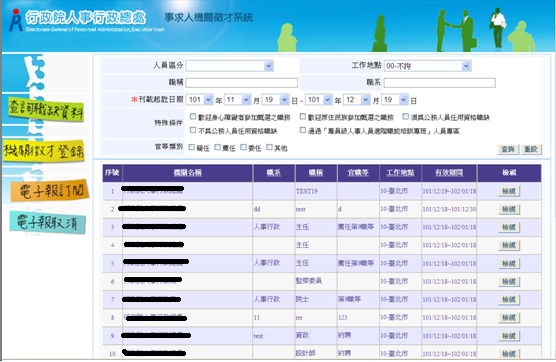 行政院人事行政總處 事求人機關徵才系統
Directorate-General of Personnel Administration, Executive Yuan
查詢職缺資料
機關徵才登錄
電子報訂閱
電子報取消
人員區分 工作地點 00-不拘
職稱 職系
*刊載起訖日期 101 年 11 月 19 日~ 101 年 12 月 19 日
特殊條件 歡迎身心障礙者參加甄選之職務 歡迎原住民族參加甄選之職務 須具公務人員任用資格職缺
不具公務人員任用資格職缺 通過「專員級人事人員進階職能培訓專班」人員專區
官等類別 簡任 薦任 委任 其他
查詢 重設
序號 機關名稱 職系 職稱 官職等 工作地點 有效期間 檢視
1 TEST19 10-臺北市 101/12/19~102/01/18 檢視
2 dd test d 10-臺北市 101/12/18~101/12/30 檢視
3 人事行政 主任 薦任第9職等 10-臺北市 101/12/18~102/01/18 檢視
4 主任 10-臺北市 101/12/18~102/01/18 檢視
5 人事行政 主任 薦任第9職等 10-臺北市 101/12/18~102/01/18 檢視
6 監察委員 10-臺北市 101/12/18~102/01/18 檢視
7 人事行政 院士 第9職等 10-臺北市 101/12/18~102/01/18 檢視
8 11 rer 123 10-臺北市 101/12/18~102/01/18 檢視
9 test 資政 約聘 10-臺北市 101/12/18~102/01/18 檢視
10 設計師 約聘 10-臺北市 101/12/18~102/01/18 檢視